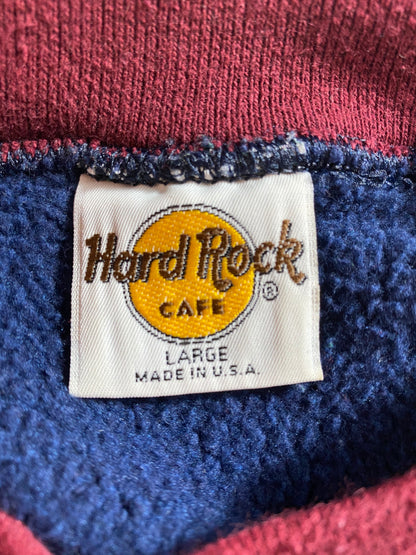 Hard Rock
CAFE
®
LARGE
MADE IN U.S.A.